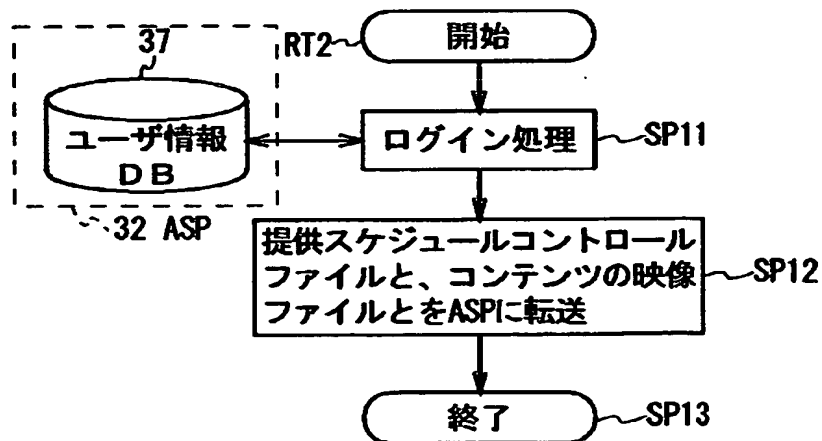 37
RT2
開始
ユーザ情報
DB
ログイン処理
SP11
32 ASP
提供スケジュールコントロール
ファイルと、コンテンツの映像
ファイルとをASPに転送
SP12
終了
SP13